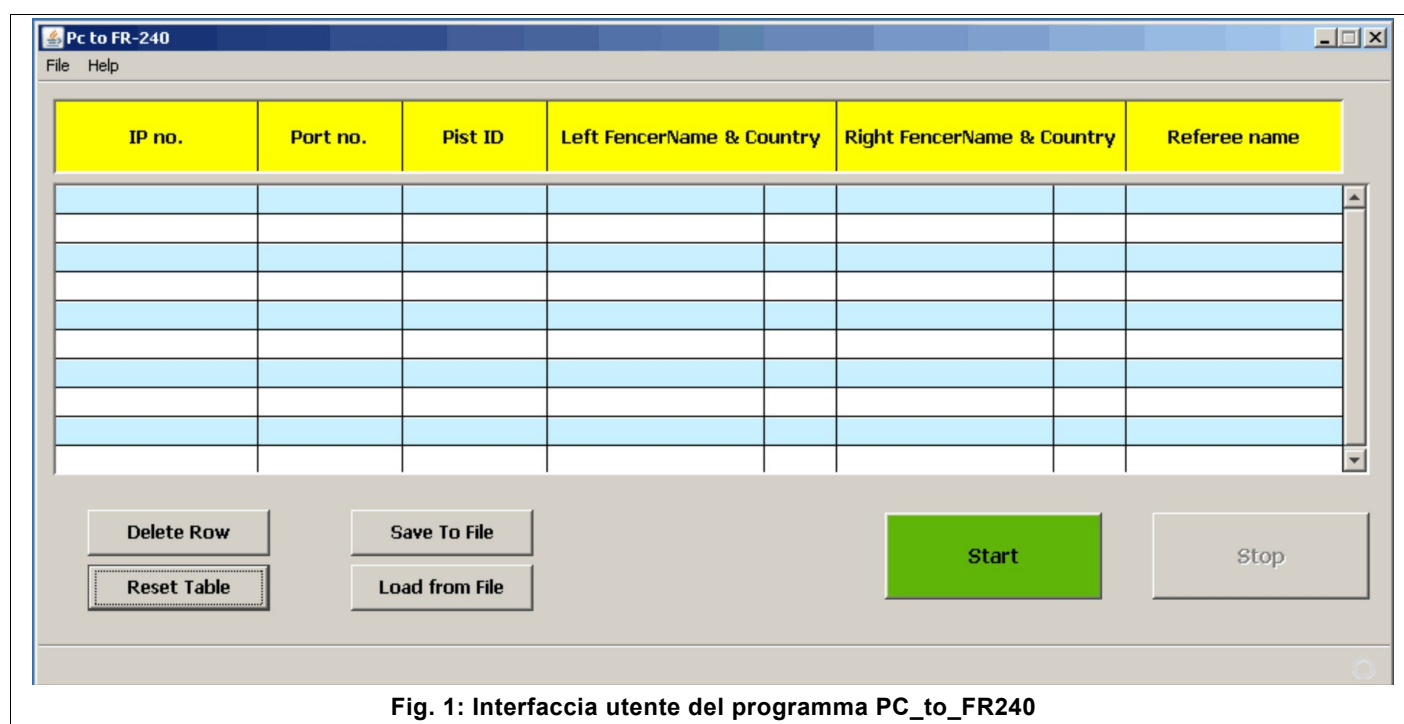 Pc to FR-240
File Help
IP no. Port no. Pist ID Left FencerName & Country Right FencerName & Country Referee name
Delete Row Save To File
Start Stop
Reset Table Load from File
Fig. 1: Interfaccia utente del programma PC_to_FR240